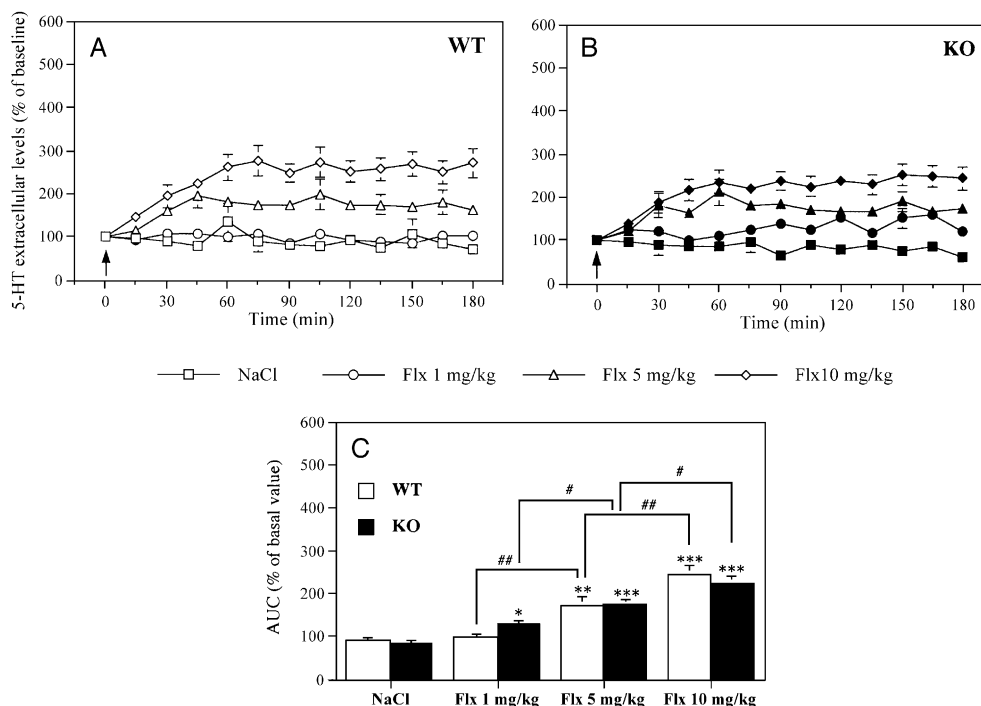 A
WT
5-HT extracellular levels (% of baseline)
600
500
400
300
200
100
0
0 30 60 90 120 150 180
Time (min)
B
KO
600
500
400
300
200
100
0
0 30 60 90 120 150 180
Time (min)
NaCl
Flx 1 mg/kg
Flx 5 mg/kg
Flx10 mg/kg
C
AUC (% of basal value)
600
500
400
300
200
100
0
WT
KO
#
#
##
##
*
**
***
***
***
NaCl
Flx 1 mg/kg
Flx 5 mg/kg
Flx 10 mg/kg